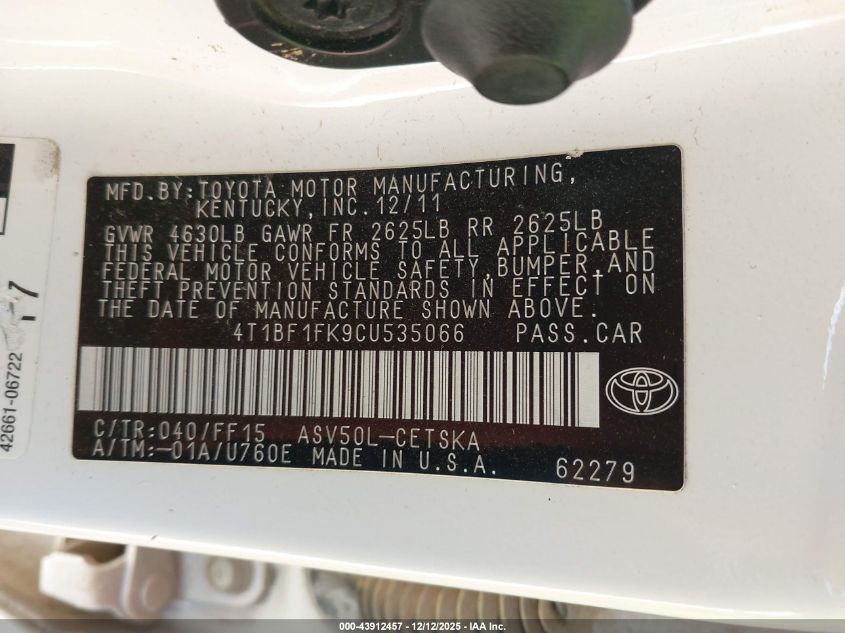 MFD.BY:TOYOTA MOTOR MANUFACTURING,
KENTUCKY,INC.12/11
GVWR 4630LB GAWR FR 2625LB RR 2625LB
THIS VEHICLE CONFORMS TO ALL APPLICABLE
FEDERAL MOTOR VEHICLE SAFETY,BUMPER,AND
THEFT PREVENTION STANDARDS IN EFFECT ON
THE DATE OF MANUFACTURE SHOWN ABOVE.
4T1BF1FK9CU535066 PASS.CAR
C/TR:040/FF15 ASV50L-CETSKA
A/TM:-01A/U760E MADE IN U.S.A. 62279
42661-06722
000-43912457 - 12/12/2025 - IAA Inc.